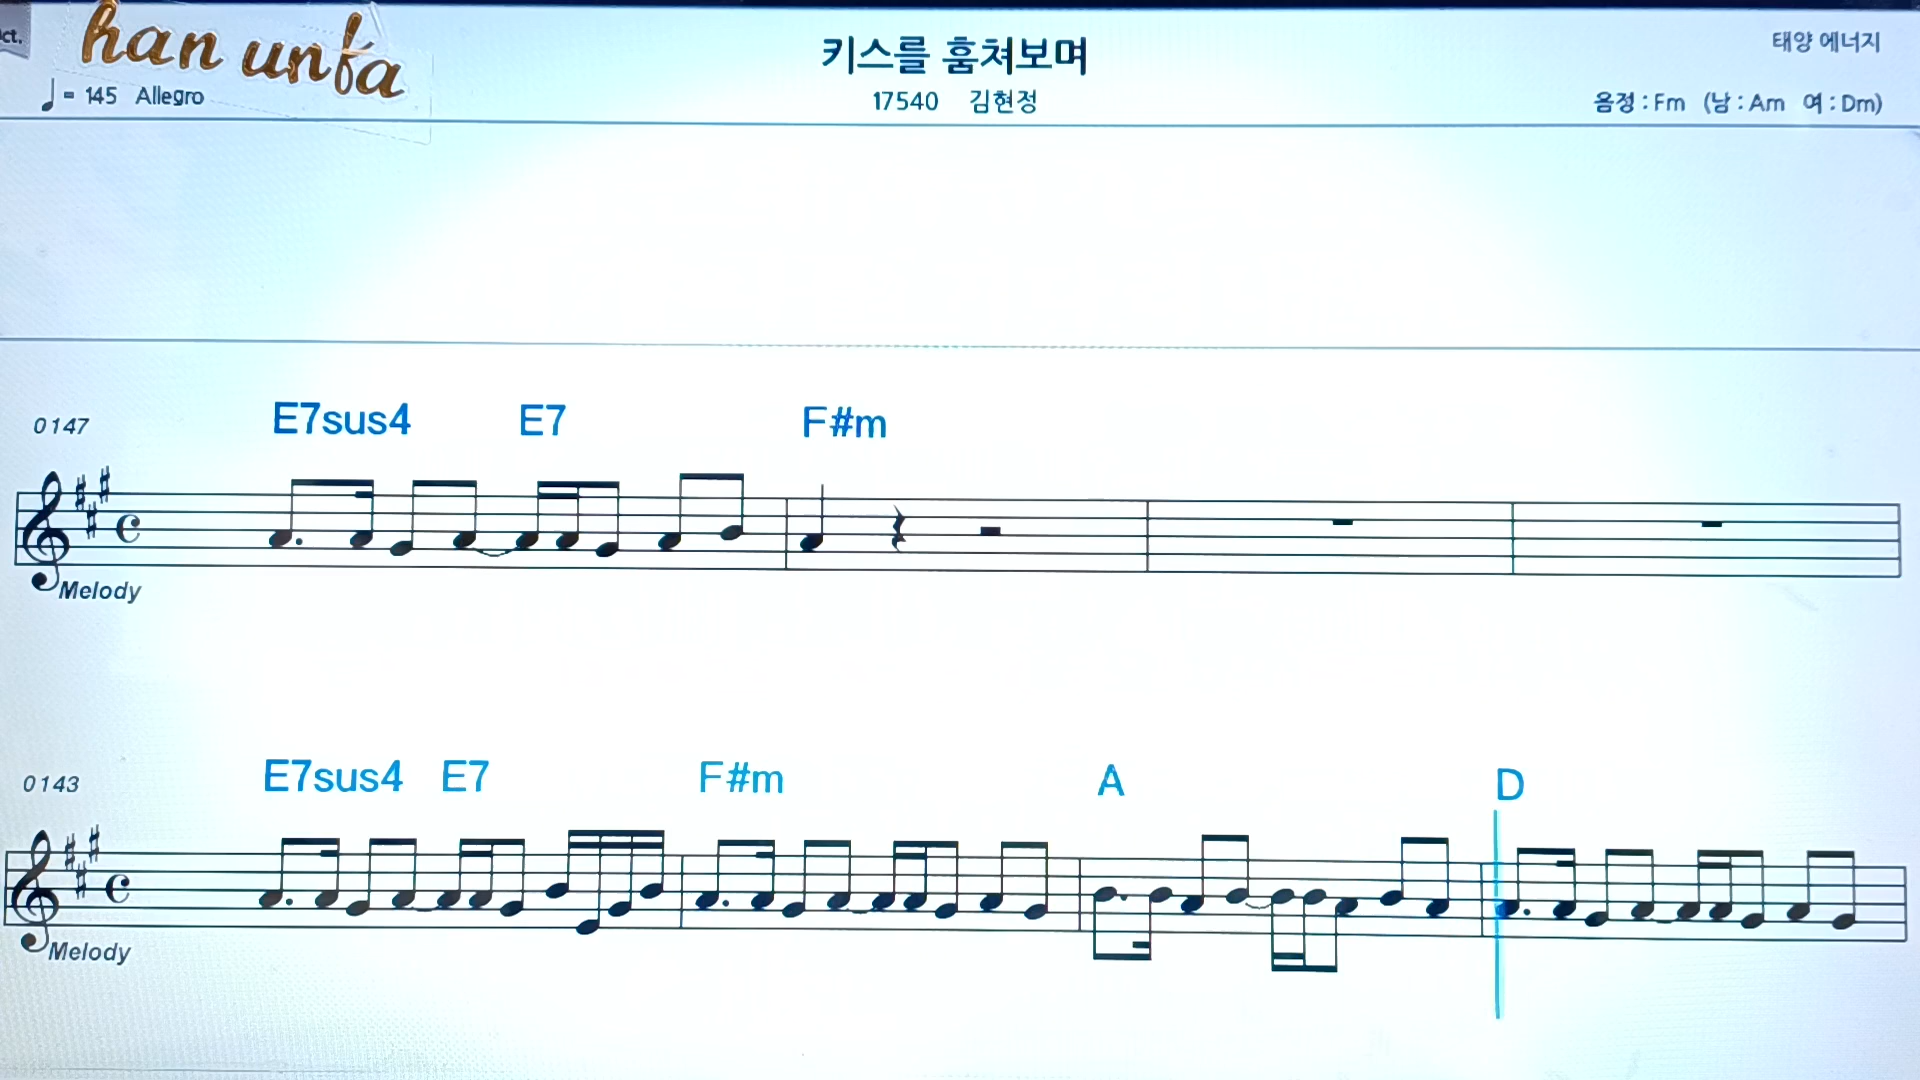 ct.
han unfa
♩= 145 Allegro
키스를 훔쳐보며
17540 김현정
태양 에너지
음정 : Fm (남 : Am 여 : Dm)
0147
E7sus4 E7 F#m
Melody
0143
E7sus4 E7 F#m A D
Melody